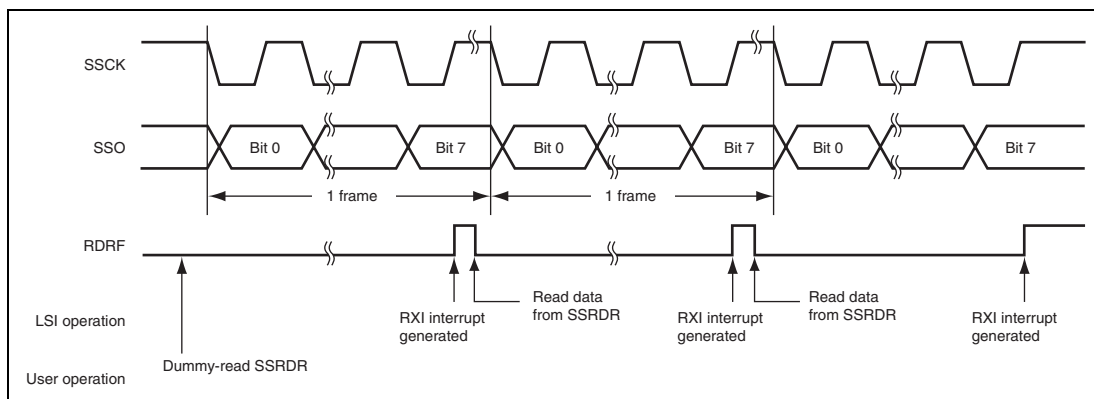 SSCK
SSO
Bit 0
Bit 7
Bit 0
Bit 7
Bit 0
Bit 7
1 frame
1 frame
RDRF
LSI operation
RXI interrupt
generated
Read data
from SSRDR
RXI interrupt
generated
Read data
from SSRDR
RXI interrupt
generated
Dummy-read SSRDR
User operation